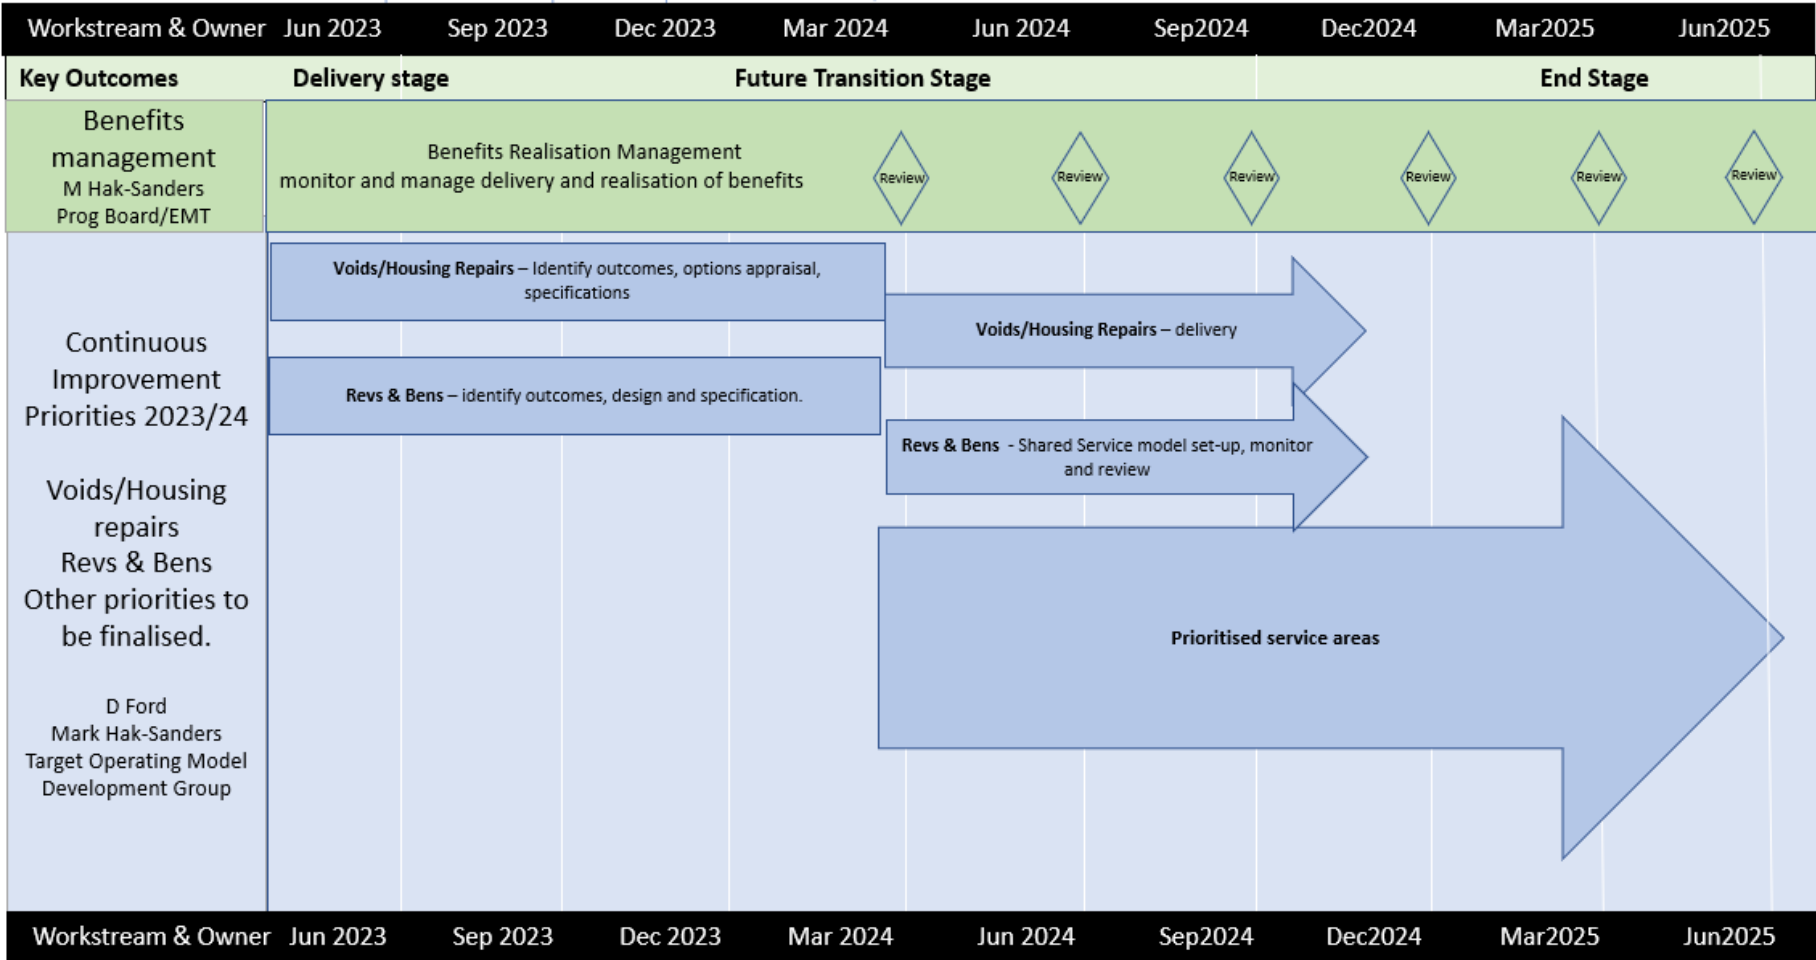 Workstream & Owner Jun 2023 Sep 2023 Dec 2023 Mar 2024 Jun 2024 Sep2024 Dec2024 Mar2025 Jun2025
Key Outcomes Delivery stage Future Transition Stage End Stage
Benefits
management
M Hak-Sanders
Prog Board/EMT
Benefits Realisation Management
monitor and manage delivery and realisation of benefits
Review Review Review Review Review Review
Continuous
Improvement
Priorities 2023/24
Voids/Housing
repairs
Revs & Bens
Other priorities to
be finalised.
D Ford
Mark Hak-Sanders
Target Operating Model
Development Group
Voids/Housing Repairs – Identify outcomes, options appraisal,
specifications
Voids/Housing Repairs – delivery
Revs & Bens – identify outcomes, design and specification.
Revs & Bens - Shared Service model set-up, monitor
and review
Prioritised service areas
Workstream & Owner Jun 2023 Sep 2023 Dec 2023 Mar 2024 Jun 2024 Sep2024 Dec2024 Mar2025 Jun2025